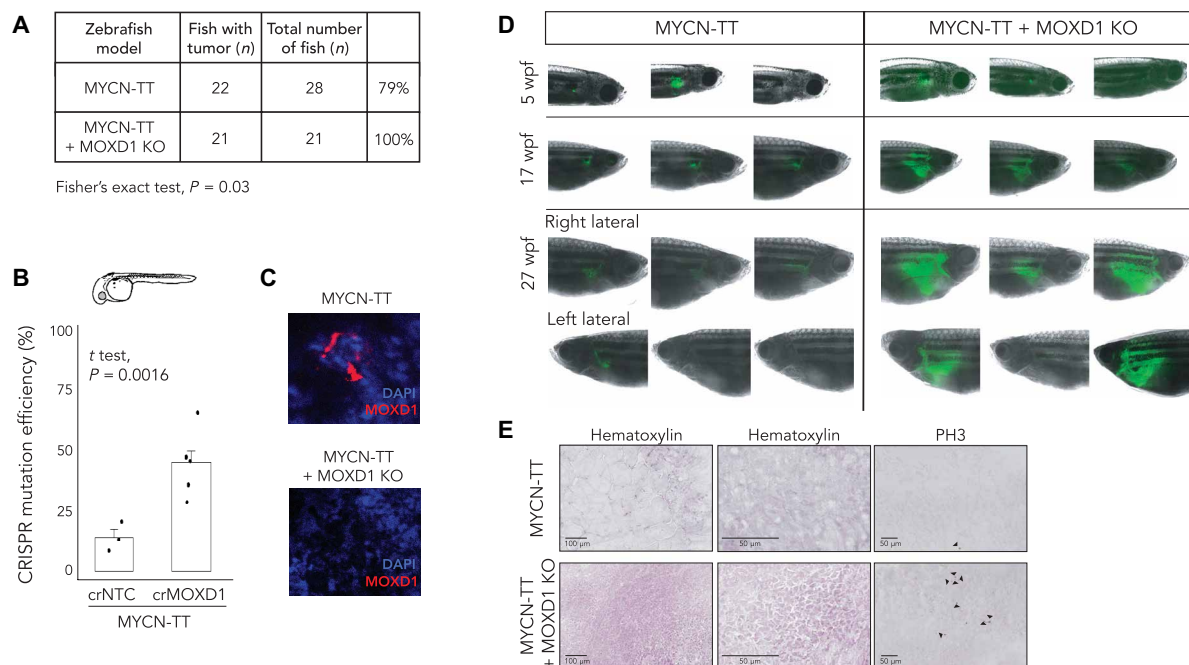 A
Zebrafish model | Fish with tumor (n) | Total number of fish (n)
MYCN-TT | 22 | 28 | 79%
MYCN-TT + MOXD1 KO | 21 | 21 | 100%
Fisher's exact test, P = 0.03
B
CRISPR mutation efficiency (%)
100
75
50
25
0
t test,
P = 0.0016
crNTC crMOXD1
MYCN-TT
C
MYCN-TT
DAPI
MOXD1
MYCN-TT
+ MOXD1 KO
DAPI
MOXD1
D
MYCN-TT
MYCN-TT + MOXD1 KO
5 wpf
17 wpf
Right lateral
27 wpf
Left lateral
E
Hematoxylin
Hematoxylin
PH3
MYCN-TT
100 µm
50 µm
50 µm
MYCN-TT
+ MOXD1 KO
100 µm
50 µm
50 µm